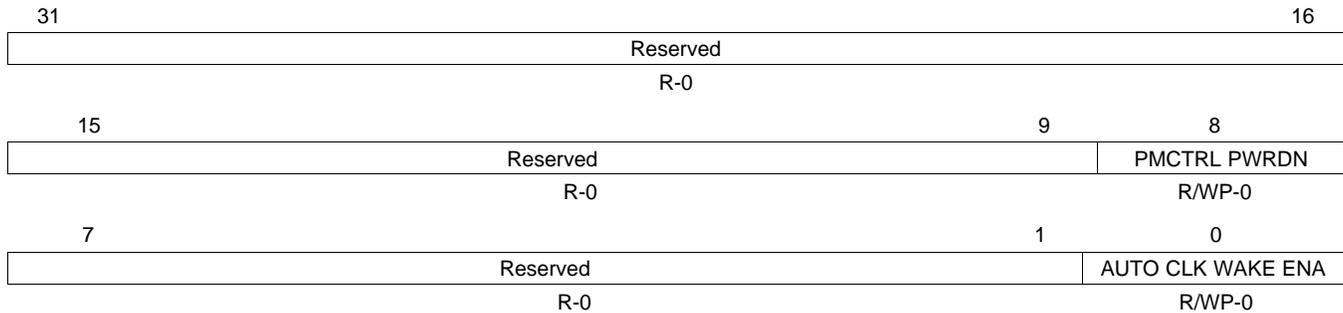 31 16
Reserved
R-0
15 9 8
Reserved PMCTRL PWRDN
R-0 R/WP-0
7 1 0
Reserved AUTO CLK WAKE ENA
R-0 R/WP-0